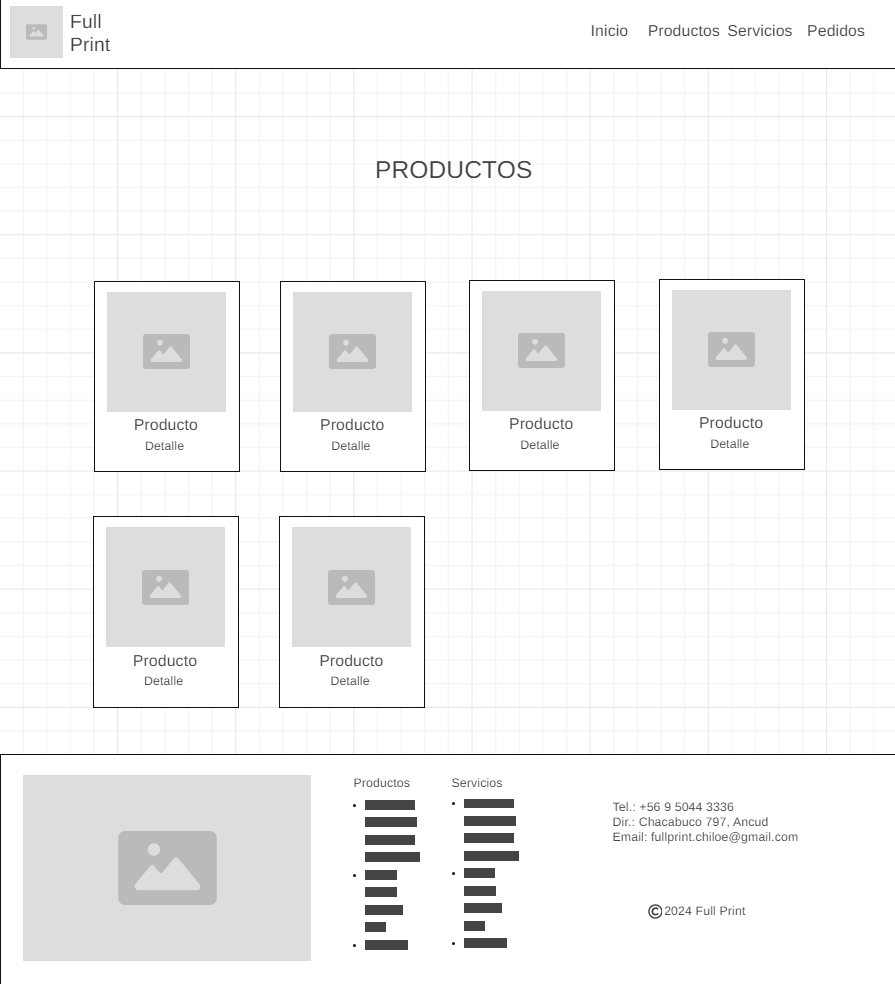 Full
Print
Inicio Productos Servicios Pedidos
PRODUCTOS
Producto
Detalle
Producto
Detalle
Producto
Detalle
Producto
Detalle
Producto
Detalle
Producto
Detalle
Productos
Servicios
Tel.: +56 9 5044 3336
Dir.: Chacabuco 797, Ancud
Email: fullprint.chiloe@gmail.com
©2024 Full Print